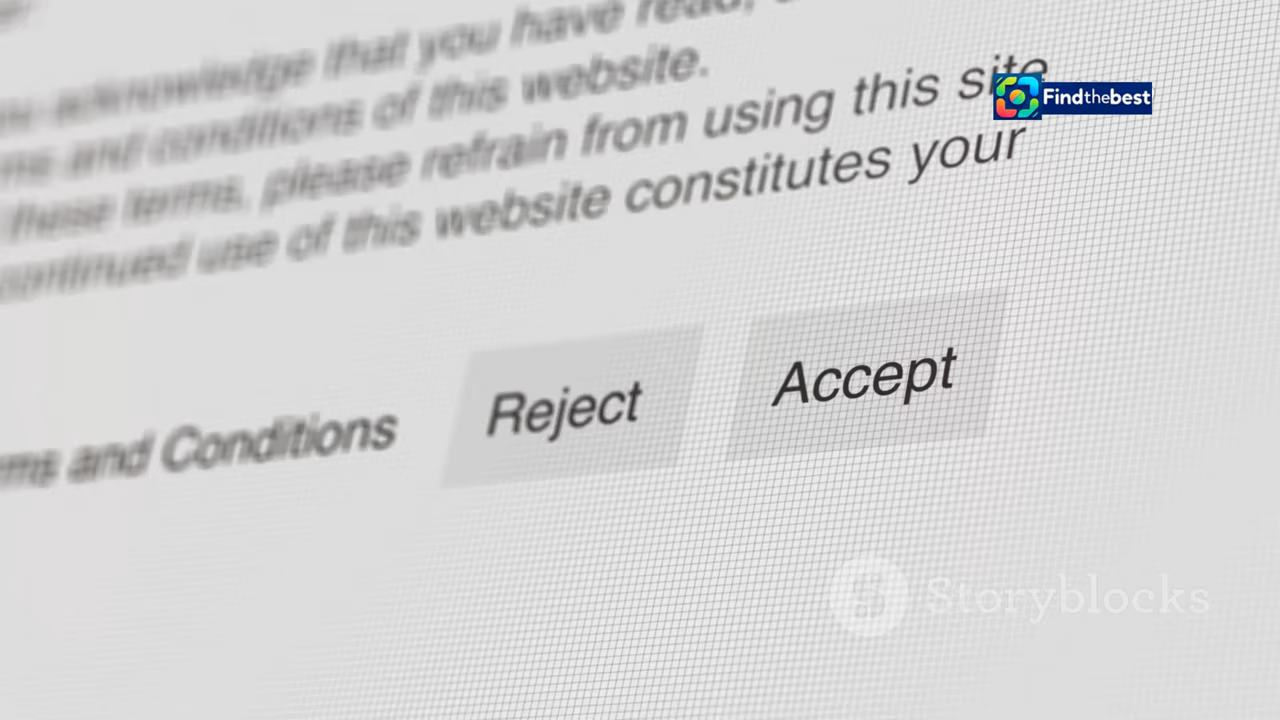 acknowledge that you have read,
and conditions of this website.
these terms, please refrain from using this site
Findthebest
continued use of this website constitutes your
Reject
Accept
and Conditions
Storyblocks